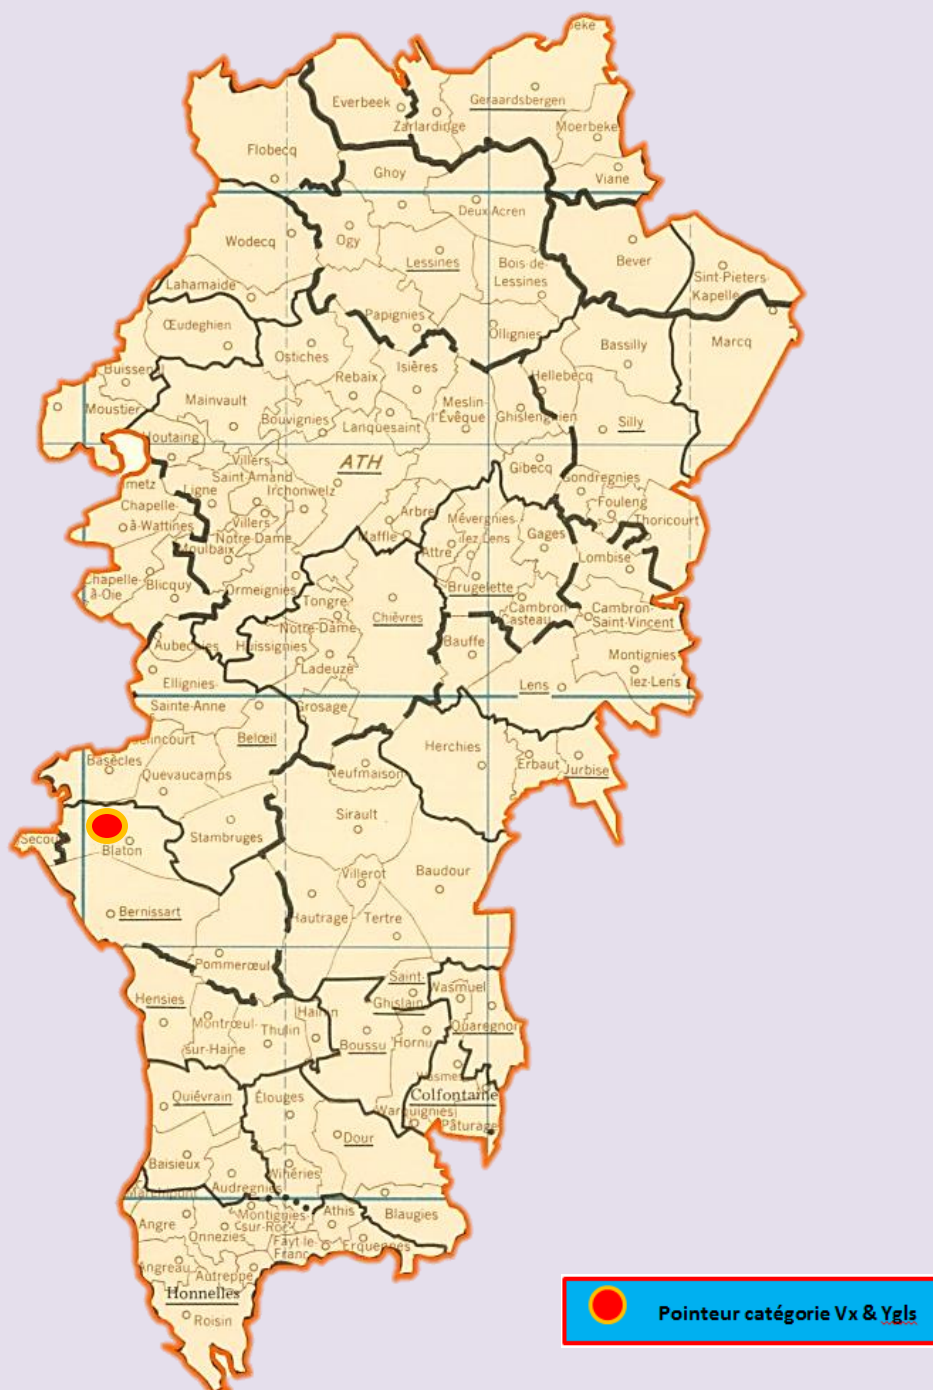 Everbeek
Geraardsbergen
Zarlardinge
Moerbeke
Flobecq
Ghoy
Viane
Deux-Acren
Wodecq
Ogy
Lessines
Bois-de-
Lessines
Bever
Sint-Pieters-
Kapelle
Lahamaide
Papignies
Œudeghien
Ollignies
Ostiches
Bassilly
Marcq
Isières
Rebaix
Hellebecq
Mainvault
Meslin-
l'Évêque
Moustier
Bouvignies
Lanquesaint
Ghislenghien
Silly
Houtaing
Villers
Saint-Amand
ATH
Gibecq
Ligne
Irchonwelz
Gondregnies
Fouleng
Chapelle-
à-Wattines
Villers
Notre-Dame
Arbre
Mévergnies-
lez-Lens
Thoricourt
Maffle
Gages
Moulbaix
Attre
Lombise
Chapelle-
à-Oie
Blicquy
Ormeignies
Brugelette
Tongre
Notre-Dame
Chièvres
Cambron-
Casteau
Cambron-
Saint-Vincent
Aubechies
Huissignies
Bauffe
Ladeuze
Montignies
lez-Lens
Ellignies-
Sainte-Anne
Grosage
Lens
Belœil
Herchies
Basècles
Quevaucamps
Neufmaison
Erbaut
Jurbise
Stambruges
Sirault
Blaton
Villerot
Baudour
Bernissart
Hautrage
Tertre
Pommerœul
Saint-
Ghislain
Wasmuel
Hensies
Montrœul-
sur-Haine
Thulin
Boussu
Hornu
Quiévrain
Élouges
Colfontaine
Warquignies
Dour
Baisieux
Audregnies
Wihéries
Angre
Onnezies
Montignies-
sur-Roc
Athis
Blaugies
Fayt-le-
Franc
Erquennes
Angreau
Autreppe
Honnelles
Roisin
Pointeur catégorie Vx & Ygls